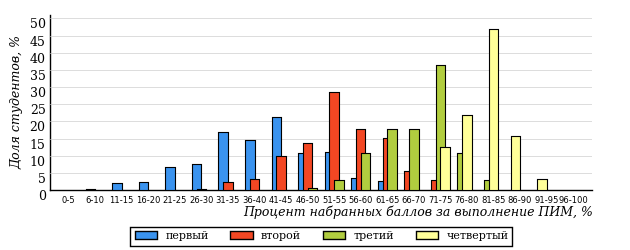 Доля студентов, %
50
45
40
35
30
25
20
15
10
5
0
0-5 6-10 11-15 16-20 21-25 26-30 31-35 36-40 41-45 46-50 51-55 56-60 61-65 66-70 71-75 76-80 81-85 86-90 91-95 96-100
Процент набранных баллов за выполнение ПИМ, %
первый второй третий четвертый